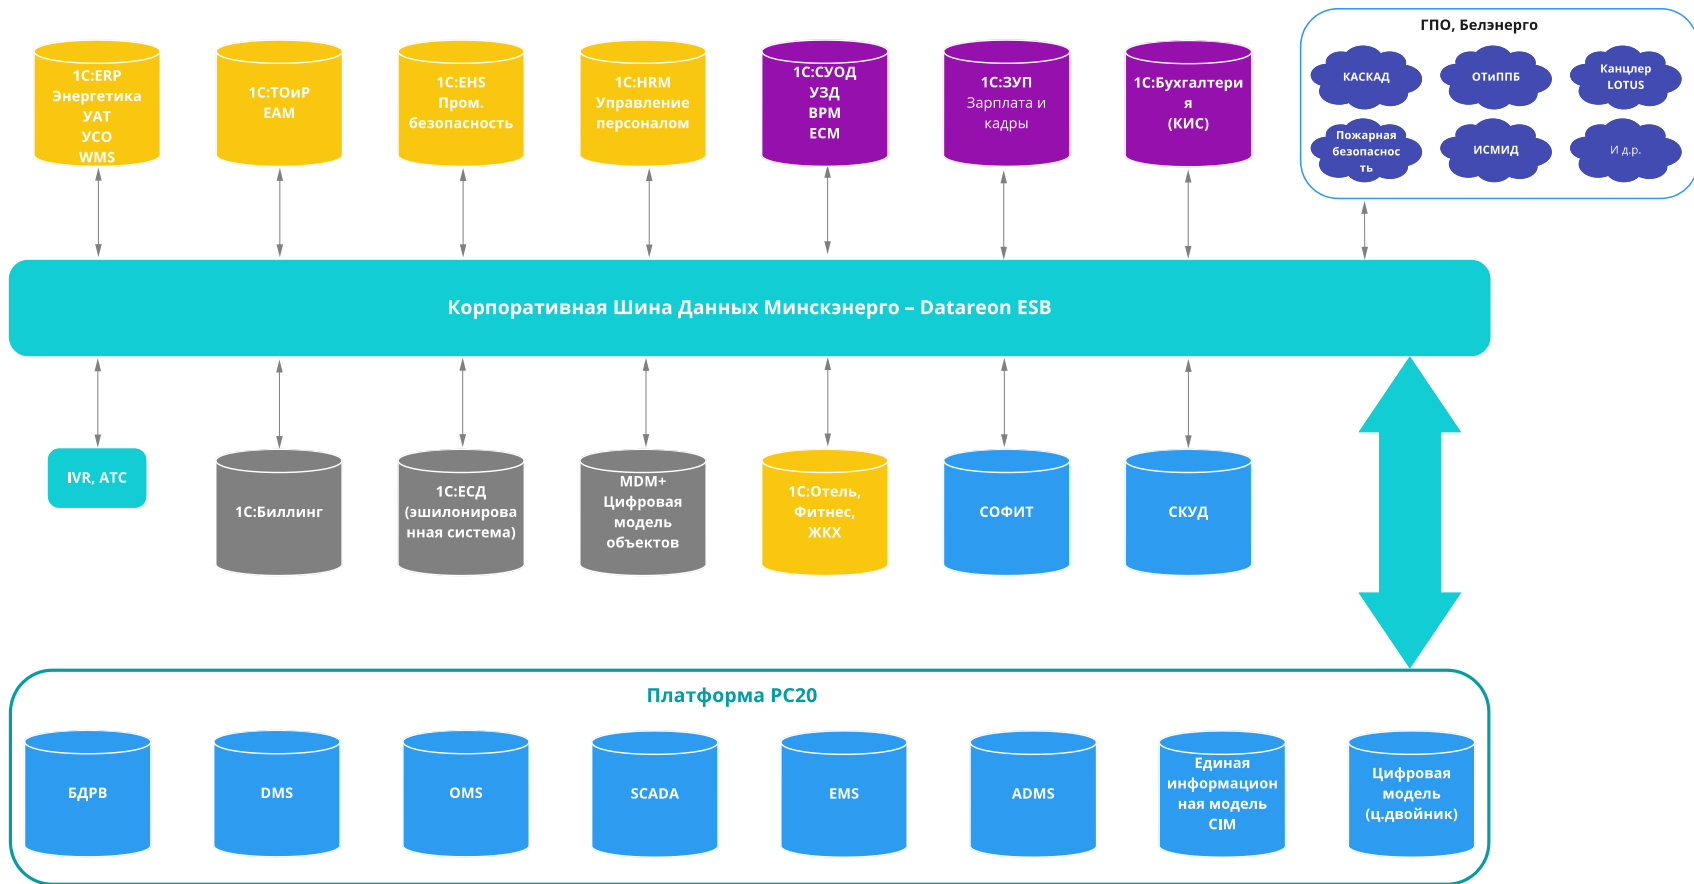 ГПО, Белэнерго
1С:ERP
Энергетика
УАТ
УСО
WMS
1С:ТОиР
EAM
1С:EHS
Пром.
безопасность
1С:HRM
Управление
персоналом
1С:СУОД
УЗД
ВРМ
ЕСМ
1С:ЗУП
Зарплата и
кадры
1С:Бухгалтери
я
(КИС)
КАСКАД
ОТиППБ
Канцлер
LOTUS
Пожарная
безопаснос
ть
ИСМИД
И д.р.
Корпоративная Шина Данных Минскэнерго – Datareon ESB
IVR, АТС
1С:Биллинг
1С:ЕСД
(эшилонирова
нная система)
MDM+
Цифровая
модель
объектов
1С:Отель,
Фитнес,
ЖКХ
СОФИТ
СКУД
Платформа РС20
БДРВ
DMS
OMS
SCADA
EMS
ADMS
Единая
информацион
ная модель
CIM
Цифровая
модель
(ц.двойник)